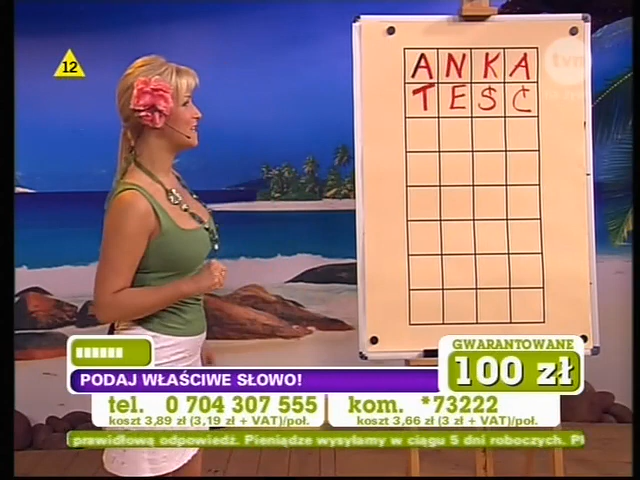 12
ANKA
TEŚĆ
tvn
GWARANTOWANE
100 zł
PODAJ WŁAŚCIWE SŁOWO!
tel. 0 704 307 555
koszt 3,89 zł (3,19 zł + VAT)/poł.
kom. *73222
koszt 3,66 zł (3 zł + VAT)/poł.
prawidłową odpowiedź. Pieniądze wysyłamy w ciągu 5 dni roboczych.